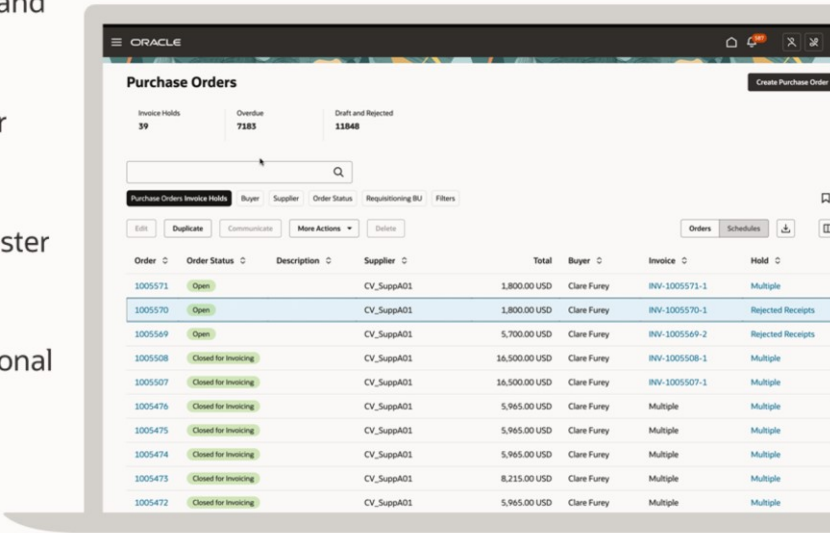 and
r
ster
onal
ORACLE
587
Purchase Orders
Create Purchase Order
Invoice Holds Overdue Draft and Rejected
39 7183 11848
Purchase Orders Invoice Holds Buyer Supplier Order Status Requisitioning BU Filters
Edit Duplicate Communicate More Actions Delete Orders Schedules
Order Order Status Description Supplier Total Buyer Invoice Hold
1005571 Open CV_SuppA01 1,800.00 USD Clare Furey INV-1005571-1 Multiple
1005570 Open CV_SuppA01 1,800.00 USD Clare Furey INV-1005570-1 Rejected Receipts
1005569 Open CV_SuppA01 5,700.00 USD Clare Furey INV-1005569-2 Rejected Receipts
1005508 Closed for Invoicing CV_SuppA01 16,500.00 USD Clare Furey INV-1005508-1 Multiple
1005507 Closed for Invoicing CV_SuppA01 16,500.00 USD Clare Furey INV-1005507-1 Multiple
1005476 Closed for Invoicing CV_SuppA01 5,965.00 USD Clare Furey Multiple Multiple
1005475 Closed for Invoicing CV_SuppA01 5,965.00 USD Clare Furey Multiple Multiple
1005474 Closed for Invoicing CV_SuppA01 5,965.00 USD Clare Furey Multiple Multiple
1005473 Closed for Invoicing CV_SuppA01 8,215.00 USD Clare Furey Multiple Multiple
1005472 Closed for Invoicing CV_SuppA01 5,965.00 USD Clare Furey Multiple Multiple